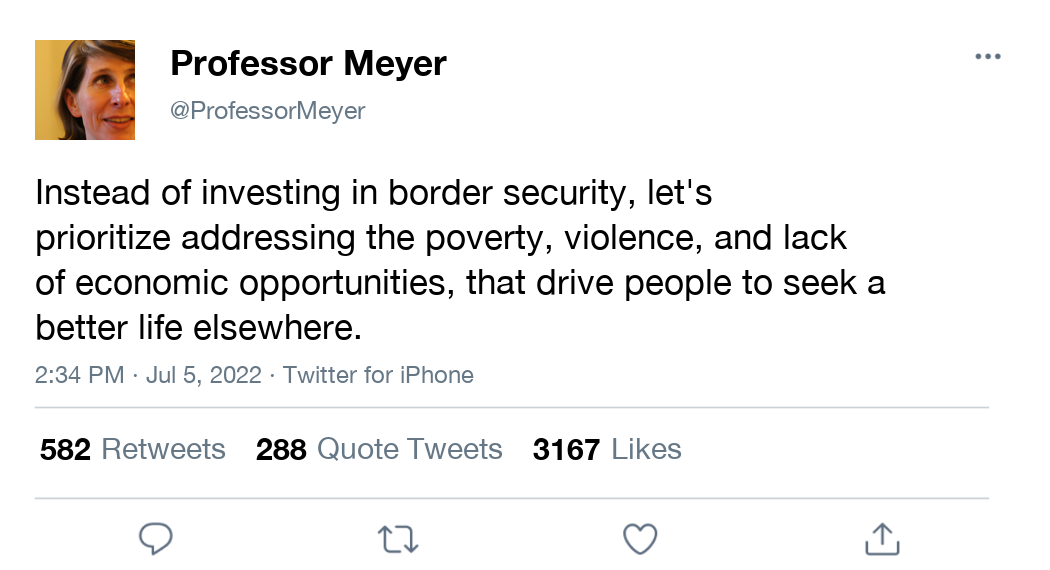 Professor Meyer
@ProfessorMeyer
Instead of investing in border security, let's
prioritize addressing the poverty, violence, and lack
of economic opportunities, that drive people to seek a
better life elsewhere.
2:34 PM · Jul 5, 2022 · Twitter for iPhone
582 Retweets 288 Quote Tweets 3167 Likes